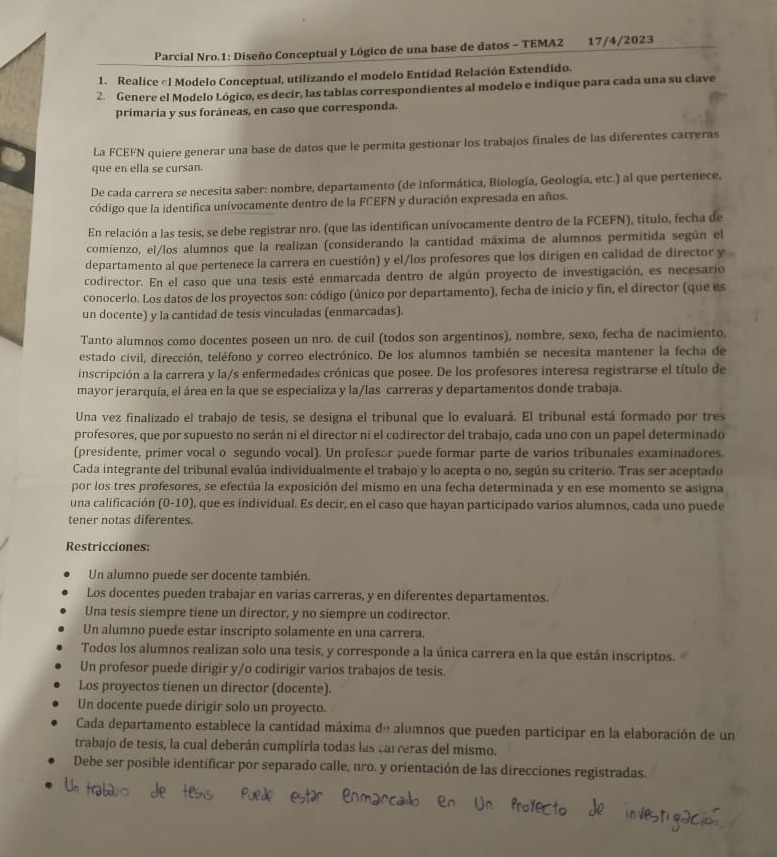 Parcial Nro.1: Diseño Conceptual y Lógico de una base de datos – TEMA2 17/4/2023
1. Realice el Modelo Conceptual, utilizando el modelo Entidad Relación Extendido.
2. Genere el Modelo Lógico, es decir, las tablas correspondientes al modelo e indique para cada una su clave
primaria y sus foráneas, en caso que corresponda.
La FCEFN quiere generar una base de datos que le permita gestionar los trabajos finales de las diferentes carreras
que en ella se cursan.
De cada carrera se necesita saber: nombre, departamento (de Informática, Biología, Geología, etc.) al que pertenece,
código que la identifica unívocamente dentro de la FCEFN y duración expresada en años.
En relación a las tesis, se debe registrar nro. (que las identifican unívocamente dentro de la FCEFN), título, fecha de
comienzo, el/los alumnos que la realizan (considerando la cantidad máxima de alumnos permitida según el
departamento al que pertenece la carrera en cuestión) y el/los profesores que los dirigen en calidad de director y
codirector. En el caso que una tesis esté enmarcada dentro de algún proyecto de investigación, es necesario
conocerlo. Los datos de los proyectos son: código (único por departamento), fecha de inicio y fin, el director (que es
un docente) y la cantidad de tesis vinculadas (enmarcadas).
Tanto alumnos como docentes poseen un nro. de cuil (todos son argentinos), nombre, sexo, fecha de nacimiento,
estado civil, dirección, teléfono y correo electrónico. De los alumnos también se necesita mantener la fecha de
inscripción a la carrera y la/s enfermedades crónicas que posee. De los profesores interesa registrarse el título de
mayor jerarquía, el área en la que se especializa y la/las carreras y departamentos donde trabaja.
Una vez finalizado el trabajo de tesis, se designa el tribunal que lo evaluará. El tribunal está formado por tres
profesores, que por supuesto no serán ni el director ni el codirector del trabajo, cada uno con un papel determinado
(presidente, primer vocal o segundo vocal). Un profesor puede formar parte de varios tribunales examinadores.
Cada integrante del tribunal evalúa individualmente el trabajo y lo acepta o no, según su criterio. Tras ser aceptado
por los tres profesores, se efectúa la exposición del mismo en una fecha determinada y en ese momento se asigna
una calificación (0-10), que es individual. Es decir, en el caso que hayan participado varios alumnos, cada uno puede
tener notas diferentes.
Restricciones:
• Un alumno puede ser docente también.
• Los docentes pueden trabajar en varias carreras, y en diferentes departamentos.
• Una tesis siempre tiene un director, y no siempre un codirector.
• Un alumno puede estar inscripto solamente en una carrera.
• Todos los alumnos realizan solo una tesis, y corresponde a la única carrera en la que están inscriptos.
• Un profesor puede dirigir y/o codirigir varios trabajos de tesis.
• Los proyectos tienen un director (docente).
• Un docente puede dirigir solo un proyecto.
• Cada departamento establece la cantidad máxima de alumnos que pueden participar en la elaboración de un
trabajo de tesis, la cual deberán cumplirla todas las carreras del mismo.
• Debe ser posible identificar por separado calle, nro. y orientación de las direcciones registradas.
• Un trabajo de tesis puede estar enmarcado en un Proyecto de investigación.